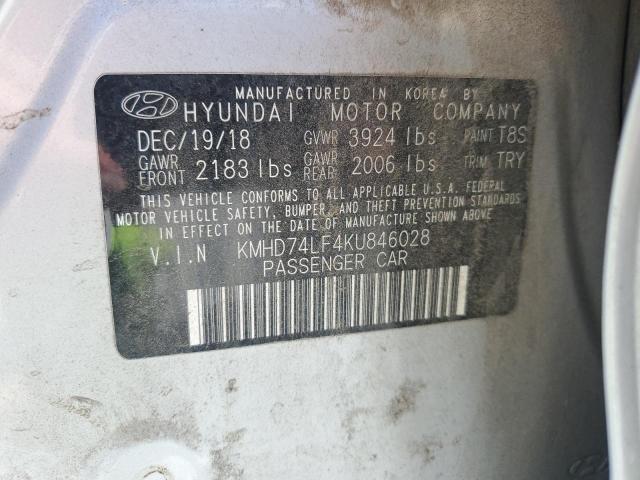 MANUFACTURED IN KOREA BY
HYUNDAI MOTOR COMPANY
DEC/19/18 GVWR 3924 lbs PAINT T8S
GAWR FRONT 2183 lbs GAWR REAR 2006 lbs TRIM TRY
THIS VEHICLE CONFORMS TO ALL APPLICABLE U.S.A. FEDERAL
MOTOR VEHICLE SAFETY, BUMPER, AND THEFT PREVENTION STANDARDS
IN EFFECT ON THE DATE OF MANUFACTURE SHOWN ABOVE.
V.I.N KMHD74LF4KU846028
PASSENGER CAR